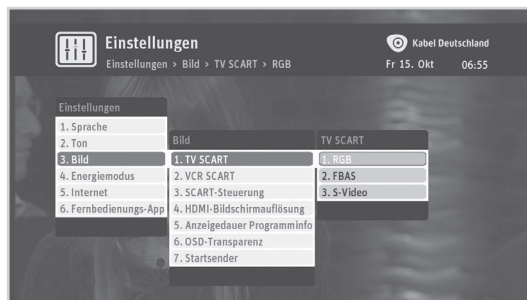 Einstellungen
Einstellungen > Bild > TV SCART > RGB
Kabel Deutschland
Fr 15. Okt 06:55
Einstellungen
1. Sprache
2. Ton
3. Bild
4. Energiemodus
5. Internet
6. Fernbedienungs-App
Bild
1. TV SCART
2. VCR SCART
3. SCART-Steuerung
4. HDMI-Bildschirmauflösung
5. Anzeigedauer Programminfo
6. OSD-Transparenz
7. Startsender
TV SCART
1. RGB
2. FBAS
3. S-Video